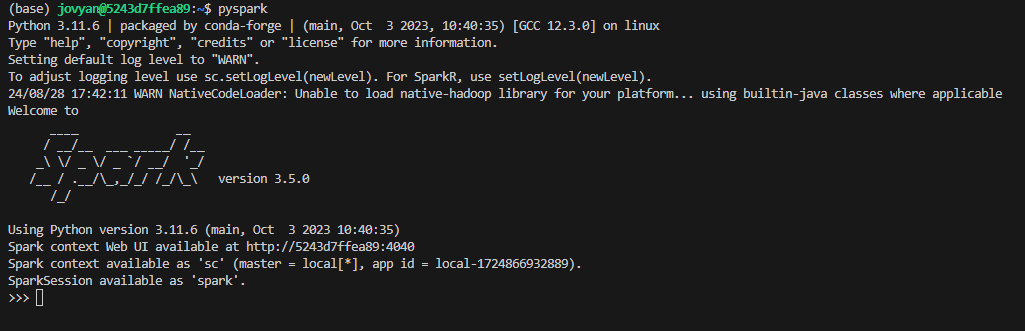 (base) jovyan@5243d7ffea89:~$ pyspark
Python 3.11.6 | packaged by conda-forge | (main, Oct  3 2023, 10:40:35) [GCC 12.3.0] on linux
Type "help", "copyright", "credits" or "license" for more information.
Setting default log level to "WARN".
To adjust logging level use sc.setLogLevel(newLevel). For SparkR, use setLogLevel(newLevel).
24/08/28 17:42:11 WARN NativeCodeLoader: Unable to load native-hadoop library for your platform... using builtin-java classes where applicable
Welcome to
      ____              __
     / __/__  ___ _____/ /__
    _\ \/ _ \/ _ `/ __/  '_/
   /__ / .__/\_,_/_/ /_/\_\   version 3.5.0
      /_/

Using Python version 3.11.6 (main, Oct  3 2023 10:40:35)
Spark context Web UI available at http://5243d7ffea89:4040
Spark context available as 'sc' (master = local[*], app id = local-1724866932889).
SparkSession available as 'spark'.
>>>